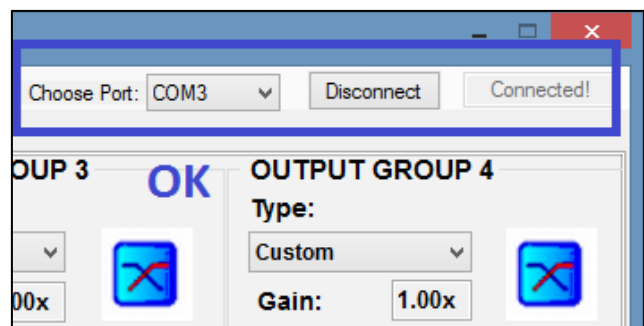 Choose Port: COM3 Disconnect Connected!
OUP 3 OK OUTPUT GROUP 4
Type:
Custom
00x Gain: 1.00x